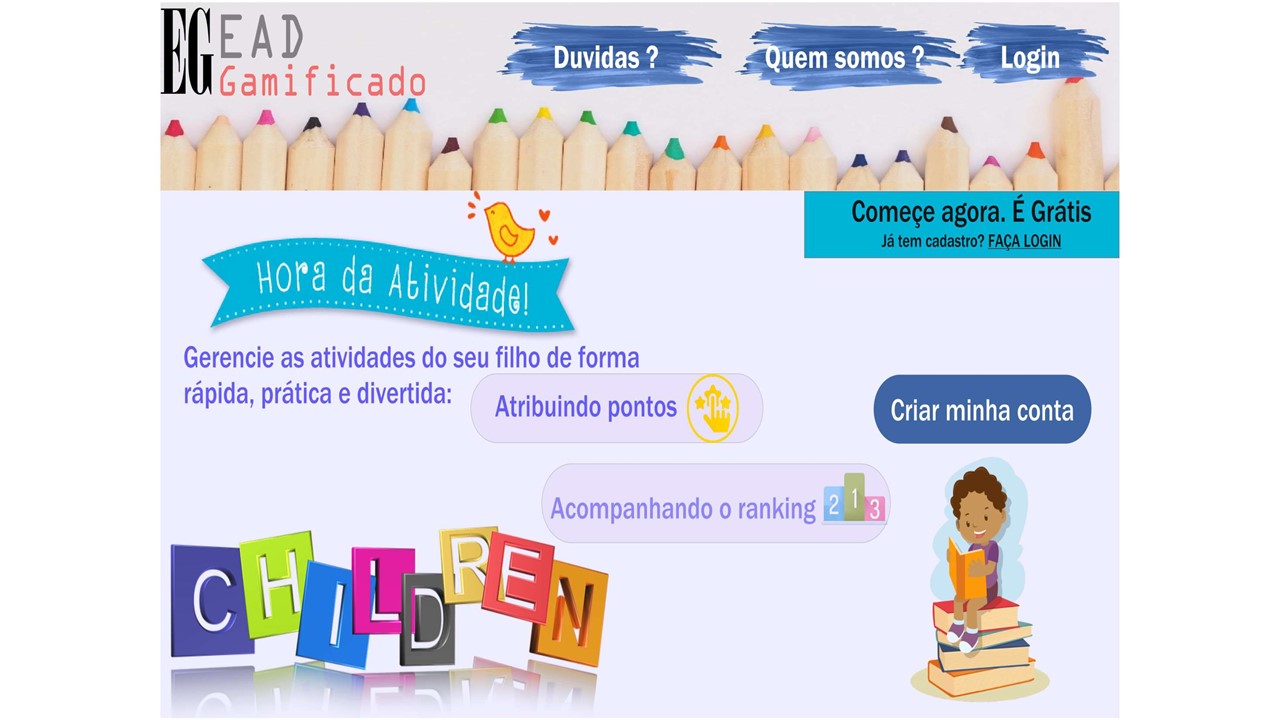 EG EAD
Gamificado
Duvidas ?
Quem somos ?
Login
Começe agora. É Grátis
Já tem cadastro? FAÇA LOGIN
Hora da Atividade!
Gerencie as atividades do seu filho de forma
rápida, prática e divertida:
Atribuindo pontos
Criar minha conta
Acompanhando o ranking
2 1 3
CHILDREN